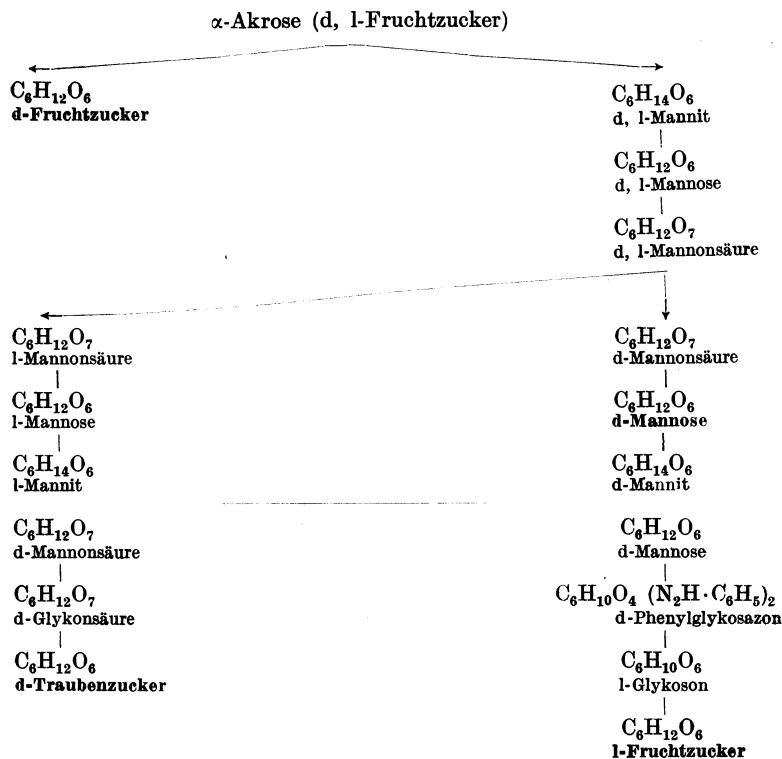 α-Akrose (d, l-Fruchtzucker)
C₆H₁₂O₆
d-Fruchtzucker
C₆H₁₄O₆
d, l-Mannit
C₆H₁₂O₆
d, l-Mannose
C₆H₁₂O₇
d, l-Mannonsäure
C₆H₁₂O₇
l-Mannonsäure
C₆H₁₂O₆
l-Mannose
C₆H₁₄O₆
l-Mannit
C₆H₁₂O₇
d-Mannonsäure
C₆H₁₂O₆
d-Mannose
C₆H₁₄O₆
d-Mannit
C₆H₁₂O₇
d-Mannonsäure
C₆H₁₂O₇
d-Glykonsäure
C₆H₁₂O₆
d-Traubenzucker
C₆H₁₂O₆
d-Mannose
C₆H₁₀O₄ (N₂H·C₆H₅)₂
d-Phenylglykosazon
C₆H₁₀O₆
l-Glykoson
C₆H₁₂O₆
l-Fruchtzucker